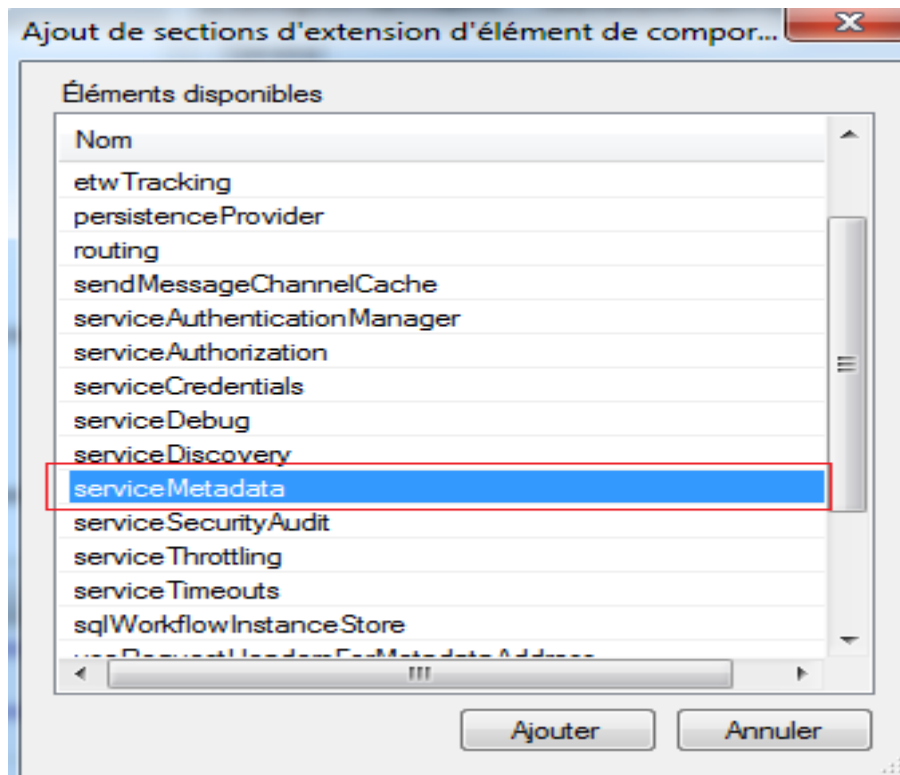 Ajout de sections d'extension d'élément de compor...
Éléments disponibles
Nom
etwTracking
persistenceProvider
routing
sendMessageChannelCache
serviceAuthenticationManager
serviceAuthorization
serviceCredentials
serviceDebug
serviceDiscovery
serviceMetadata
serviceSecurityAudit
serviceThrottling
serviceTimeouts
sqlWorkflowInstanceStore
useRequestHeadersForMetadataAddress
Ajouter Annuler